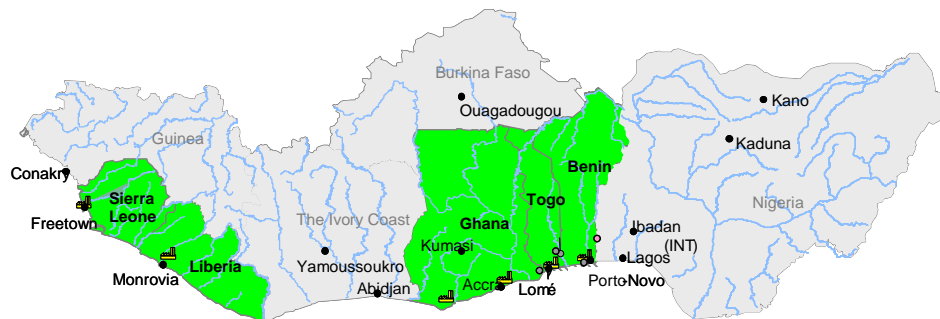 Burkina Faso
Ouagadougou
Kano
Kaduna
Guinea
Conakry
Benin
Sierra
Leone
Togo
Nigeria
Freetown
The Ivory Coast
Ghana
Ibadan
(INT)
Kumasi
Liberia
Yamoussoukro
Lagos
Monrovia
Abidjan
Accra
Lomé
Porto-Novo